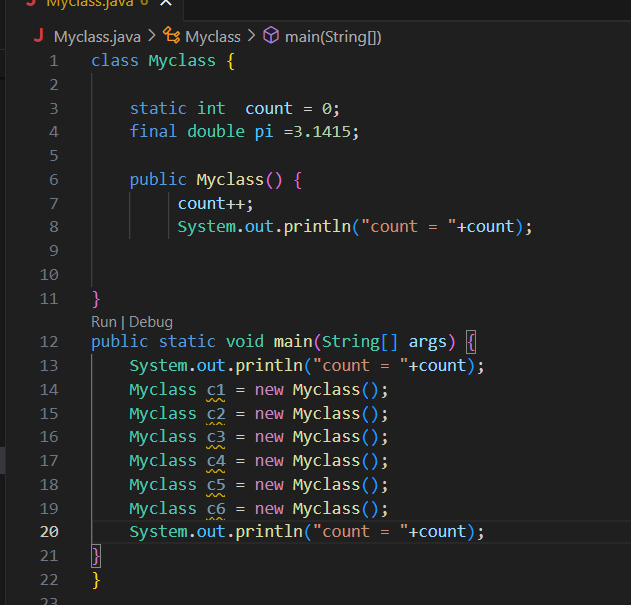 Myclass.java 6
Myclass.java > Myclass > main(String[])
1 class Myclass {
2
3 static int  count = 0;
4 final double pi =3.1415;
5
6 public Myclass() {
7 count++;
8 System.out.println("count = "+count);
9
10
11 }
Run | Debug
12 public static void main(String[] args) {
13 System.out.println("count = "+count);
14 Myclass c1 = new Myclass();
15 Myclass c2 = new Myclass();
16 Myclass c3 = new Myclass();
17 Myclass c4 = new Myclass();
18 Myclass c5 = new Myclass();
19 Myclass c6 = new Myclass();
20 System.out.println("count = "+count);
21 }
22 }
23